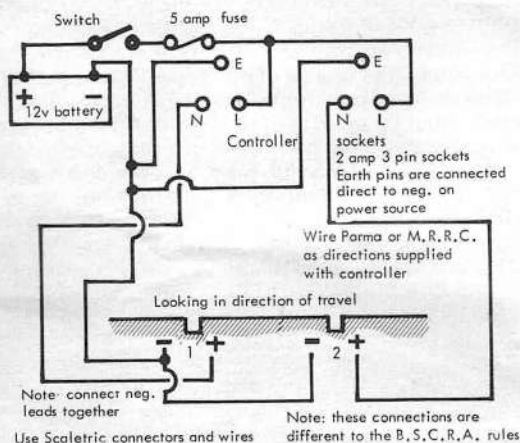 Switch
5 amp fuse
E
E
+ −
12v battery
N L
Controller
N L
sockets
2 amp 3 pin sockets
Earth pins are connected
direct to neg. on
power source
Wire Parma or M.R.R.C.
as directions supplied
with controller
Looking in direction of travel
− 1 + − 2 +
Note: connect neg.
leads together
Use Scaletric connectors and wires
Note: these connections are
different to the B.S.C.R.A. rules